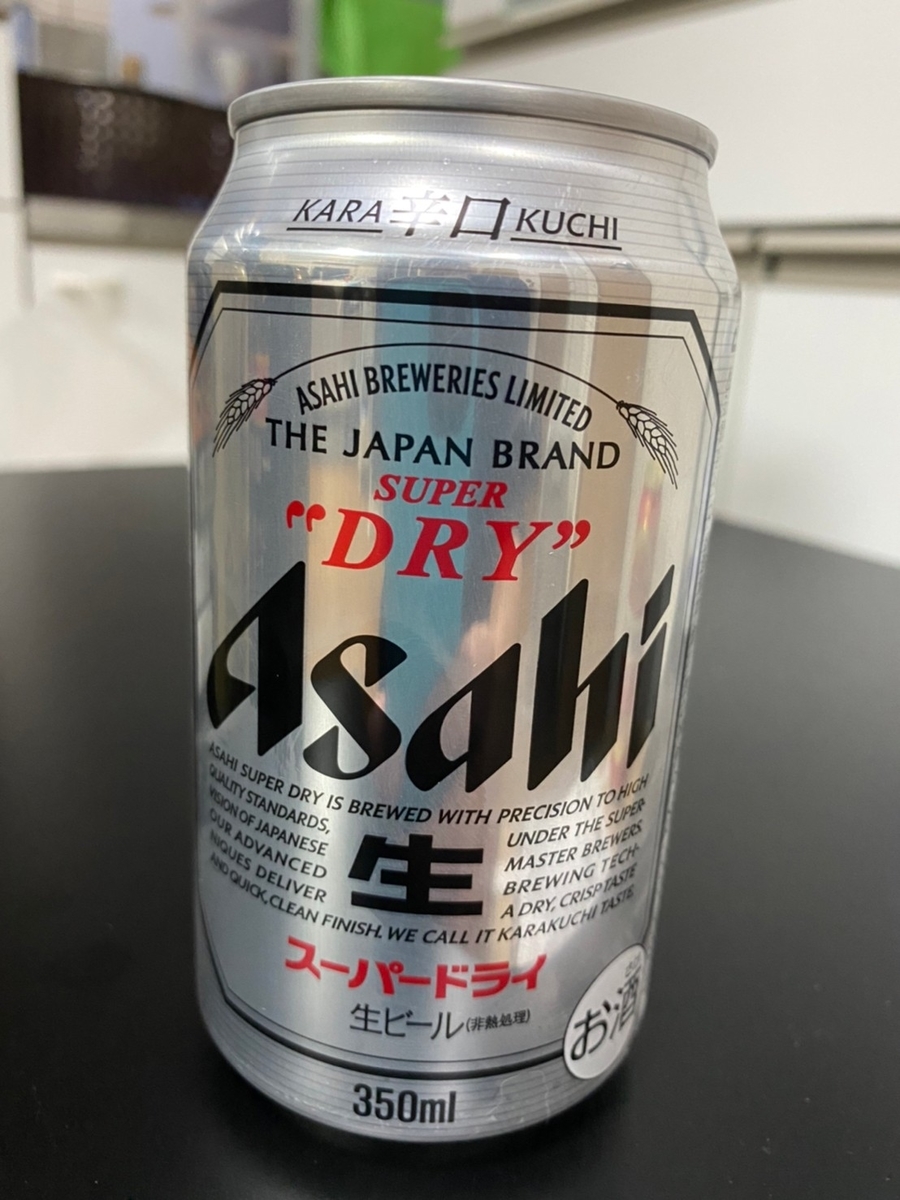 KARA 辛口 KUCHI
ASAHI BREWERIES LIMITED
THE JAPAN BRAND
SUPER
"DRY"
Asahi
ASAHI SUPER DRY IS BREWED WITH PRECISION TO HIGH
QUALITY STANDARDS, UNDER THE SUPER-
VISION OF JAPANESE MASTER BREWERS.
OUR ADVANCED BREWING TECH-
NIQUES DELIVER A DRY, CRISP TASTE
AND QUICK, CLEAN FINISH. WE CALL IT KARAKUCHI TASTE.
生
スーパードライ
生ビール(非熱処理)
お酒
350ml